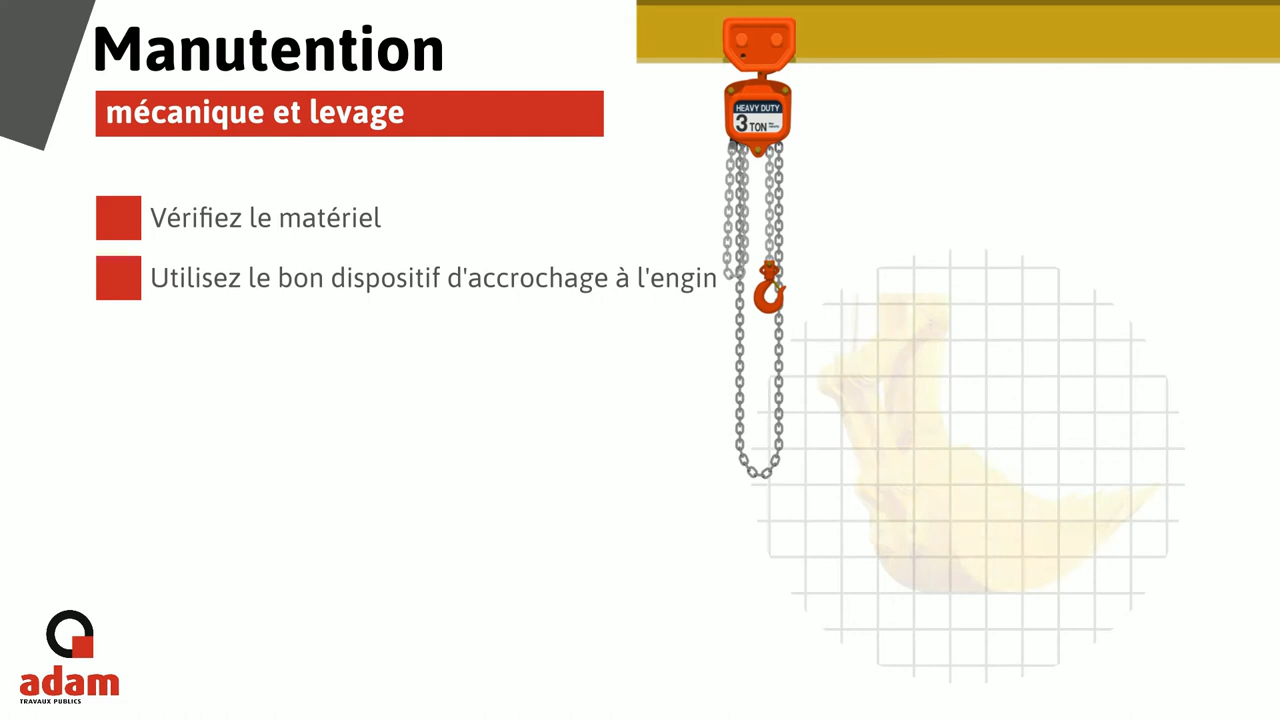 Manutention
mécanique et levage
HEAVY DUTY
3 TON
Vérifiez le matériel
Utilisez le bon dispositif d'accrochage à l'engin
adam
TRAVAUX PUBLICS